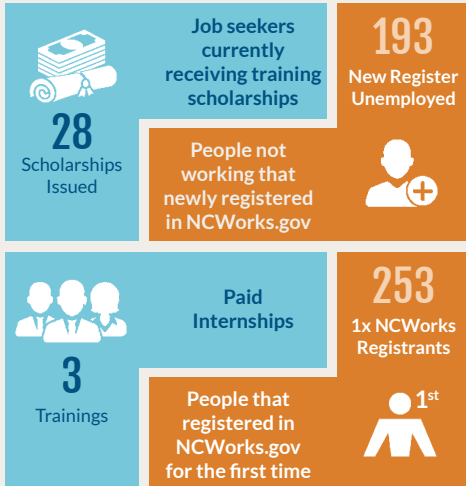 28
Scholarships
Issued
Job seekers
currently
receiving training
scholarships
193
New Register
Unemployed
People not
working that
newly registered
in NCWorks.gov
3
Trainings
Paid
Internships
253
1x NCWorks
Registrants
1st
People that
registered in
NCWorks.gov
for the first time